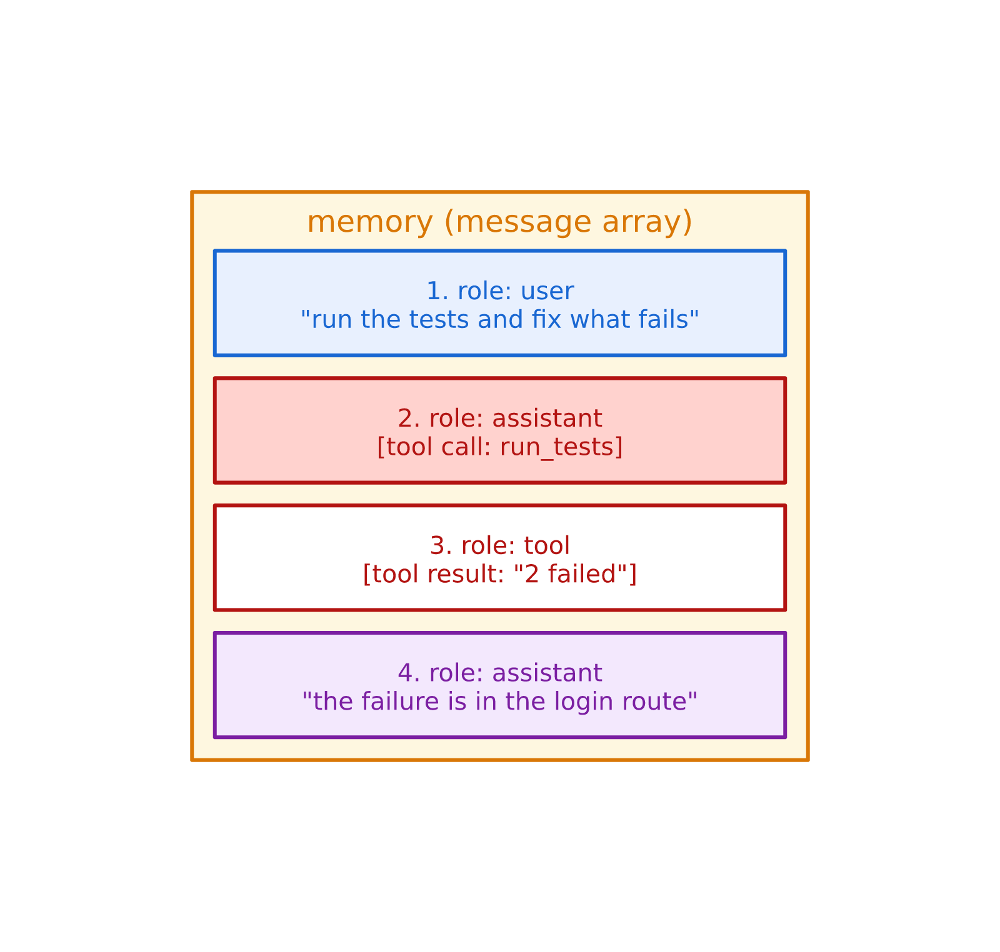 memory (message array)
1. role: user
"run the tests and fix what fails"
2. role: assistant
[tool call: run_tests]
3. role: tool
[tool result: "2 failed"]
4. role: assistant
"the failure is in the login route"